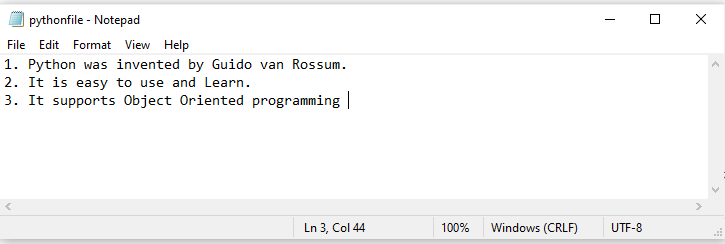 pythonfile - Notepad
File Edit Format View Help
1. Python was invented by Guido van Rossum.
2. It is easy to use and Learn.
3. It supports Object Oriented programming
Ln 3, Col 44 100% Windows (CRLF) UTF-8